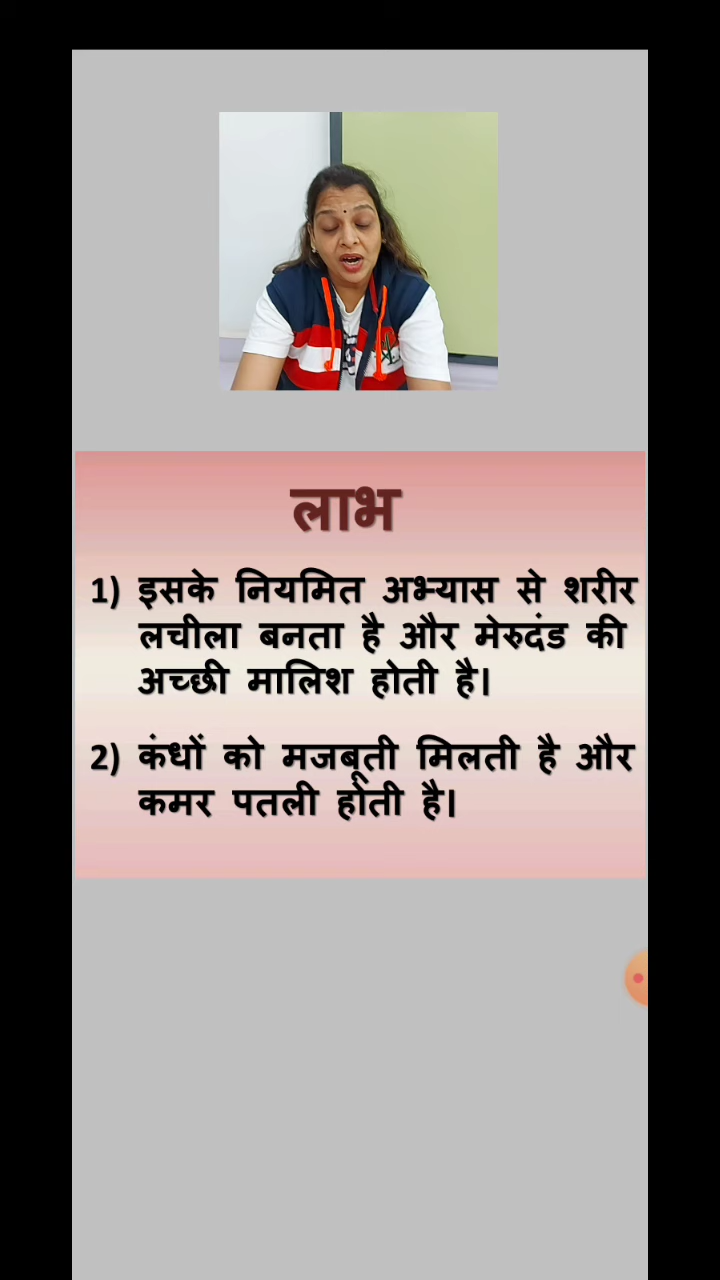 लाभ
1) इसके नियमित अभ्यास से शरीर
लचीला बनता है और मेरुदंड की
अच्छी मालिश होती है।
2) कंधों को मजबूती मिलती है और
कमर पतली होती है।